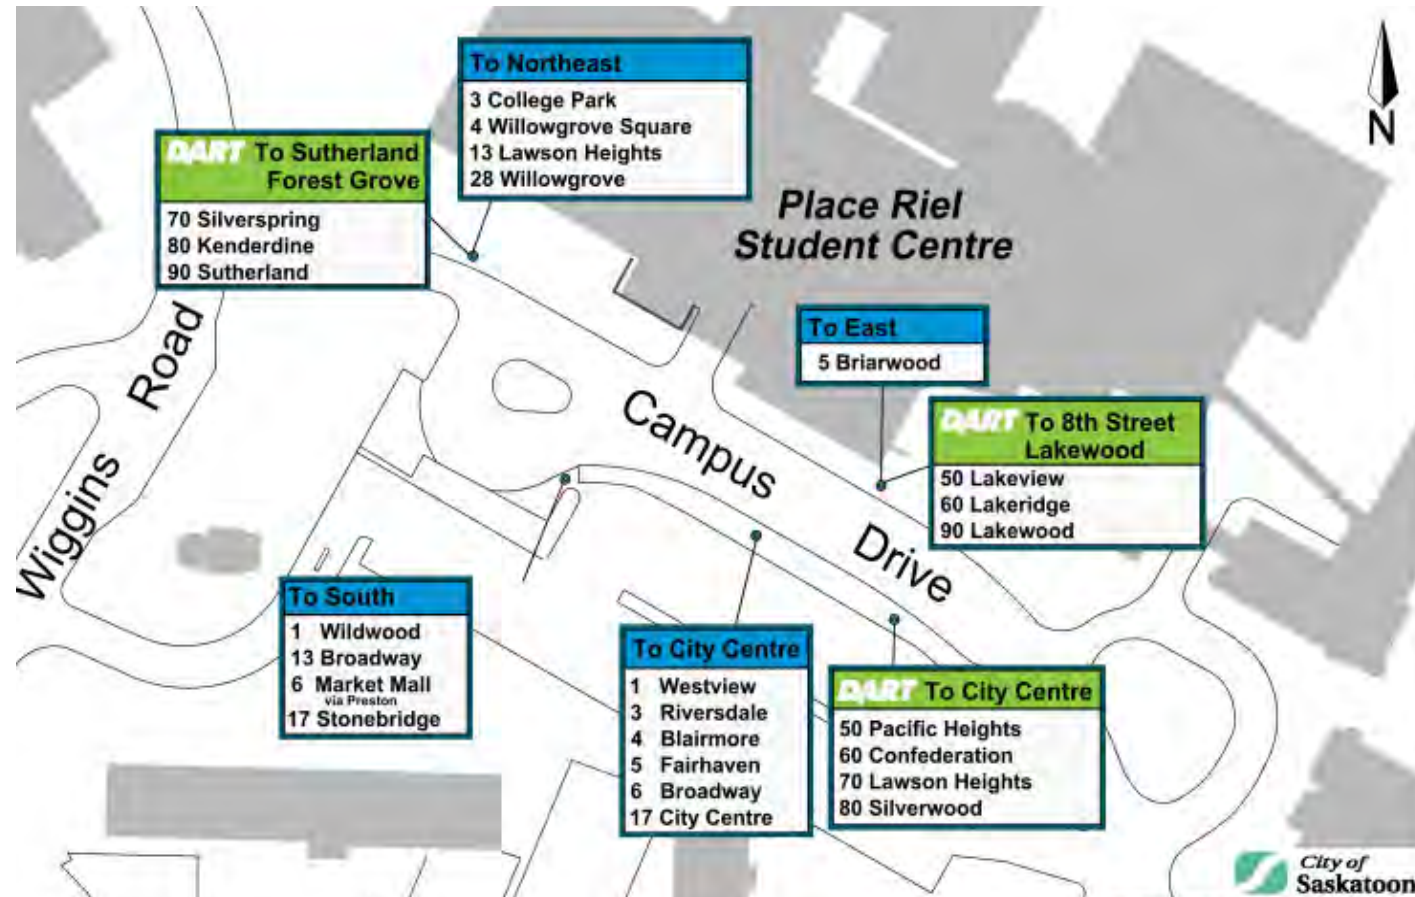 To Northeast
3 College Park
4 Willowgrove Square
13 Lawson Heights
28 Willowgrove
DART To Sutherland
Forest Grove
70 Silverspring
80 Kenderdine
90 Sutherland
N
Place Riel
Student Centre
To East
5 Briarwood
DART To 8th Street
Lakewood
50 Lakeview
60 Lakeridge
90 Lakewood
Wiggins Road
Campus Drive
To South
1 Wildwood
13 Broadway
6 Market Mall
via Preston
17 Stonebridge
To City Centre
1 Westview
3 Riversdale
4 Blairmore
5 Fairhaven
6 Broadway
17 City Centre
DART To City Centre
50 Pacific Heights
60 Confederation
70 Lawson Heights
80 Silverwood
City of
Saskatoon